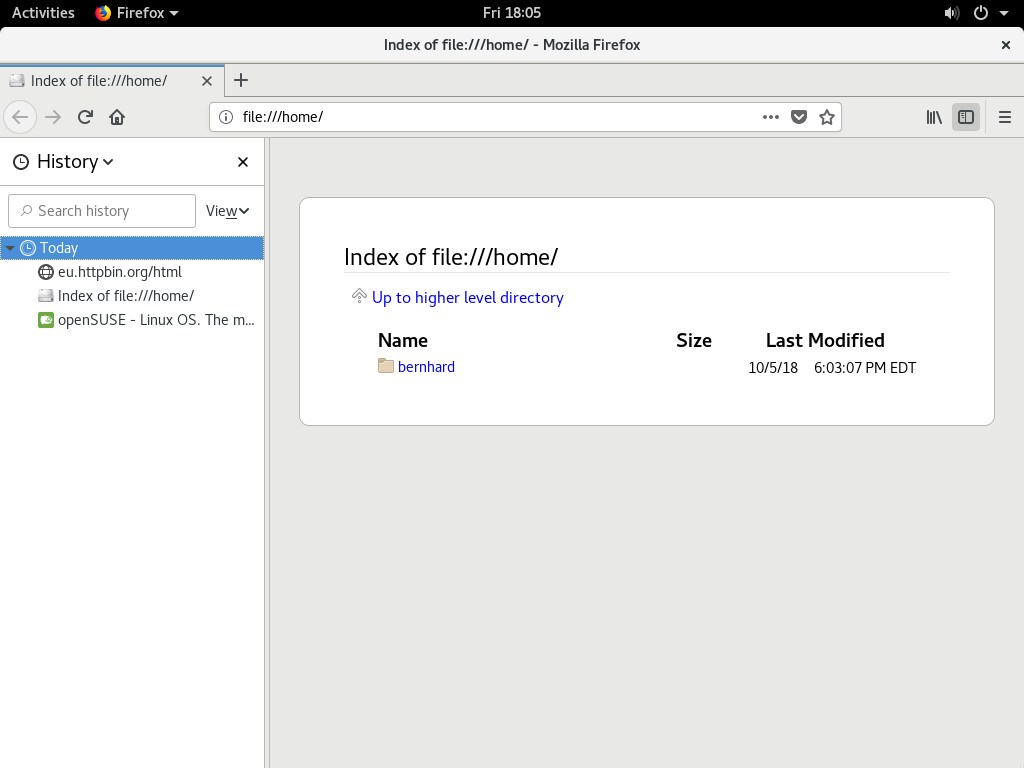 Activities Firefox Fri 18:05
Index of file:///home/ - Mozilla Firefox
Index of file:///home/
file:///home/
History
Search history View
Today
eu.httpbin.org/html
Index of file:///home/
openSUSE - Linux OS. The m...
Index of file:///home/
Up to higher level directory
Name Size Last Modified
bernhard 10/5/18 6:03:07 PM EDT